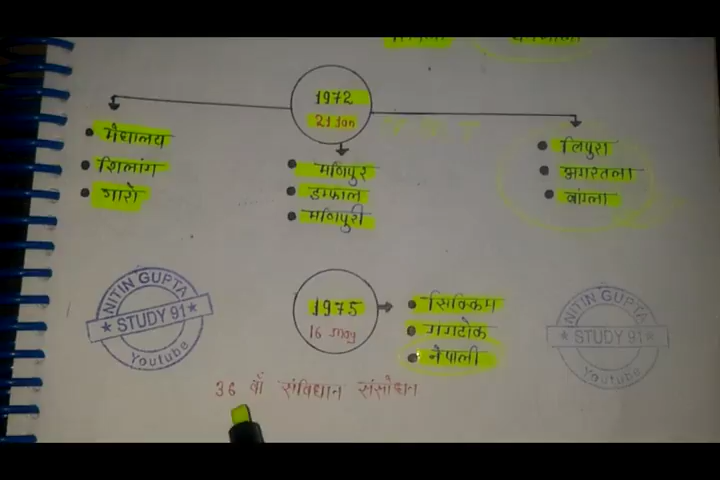 1972
21 Jan
मेघालय
शिलांग
गारो
मणिपुर
इम्फाल
मणिपुरी
त्रिपुरा
अगरतला
बांग्ला
1975
16 may
सिक्किम
गंगटोक
नेपाली
36 वाँ संविधान संसोधन
NITIN GUPTA
STUDY 91
Youtube
NITIN GUPTA
STUDY 91
Youtube